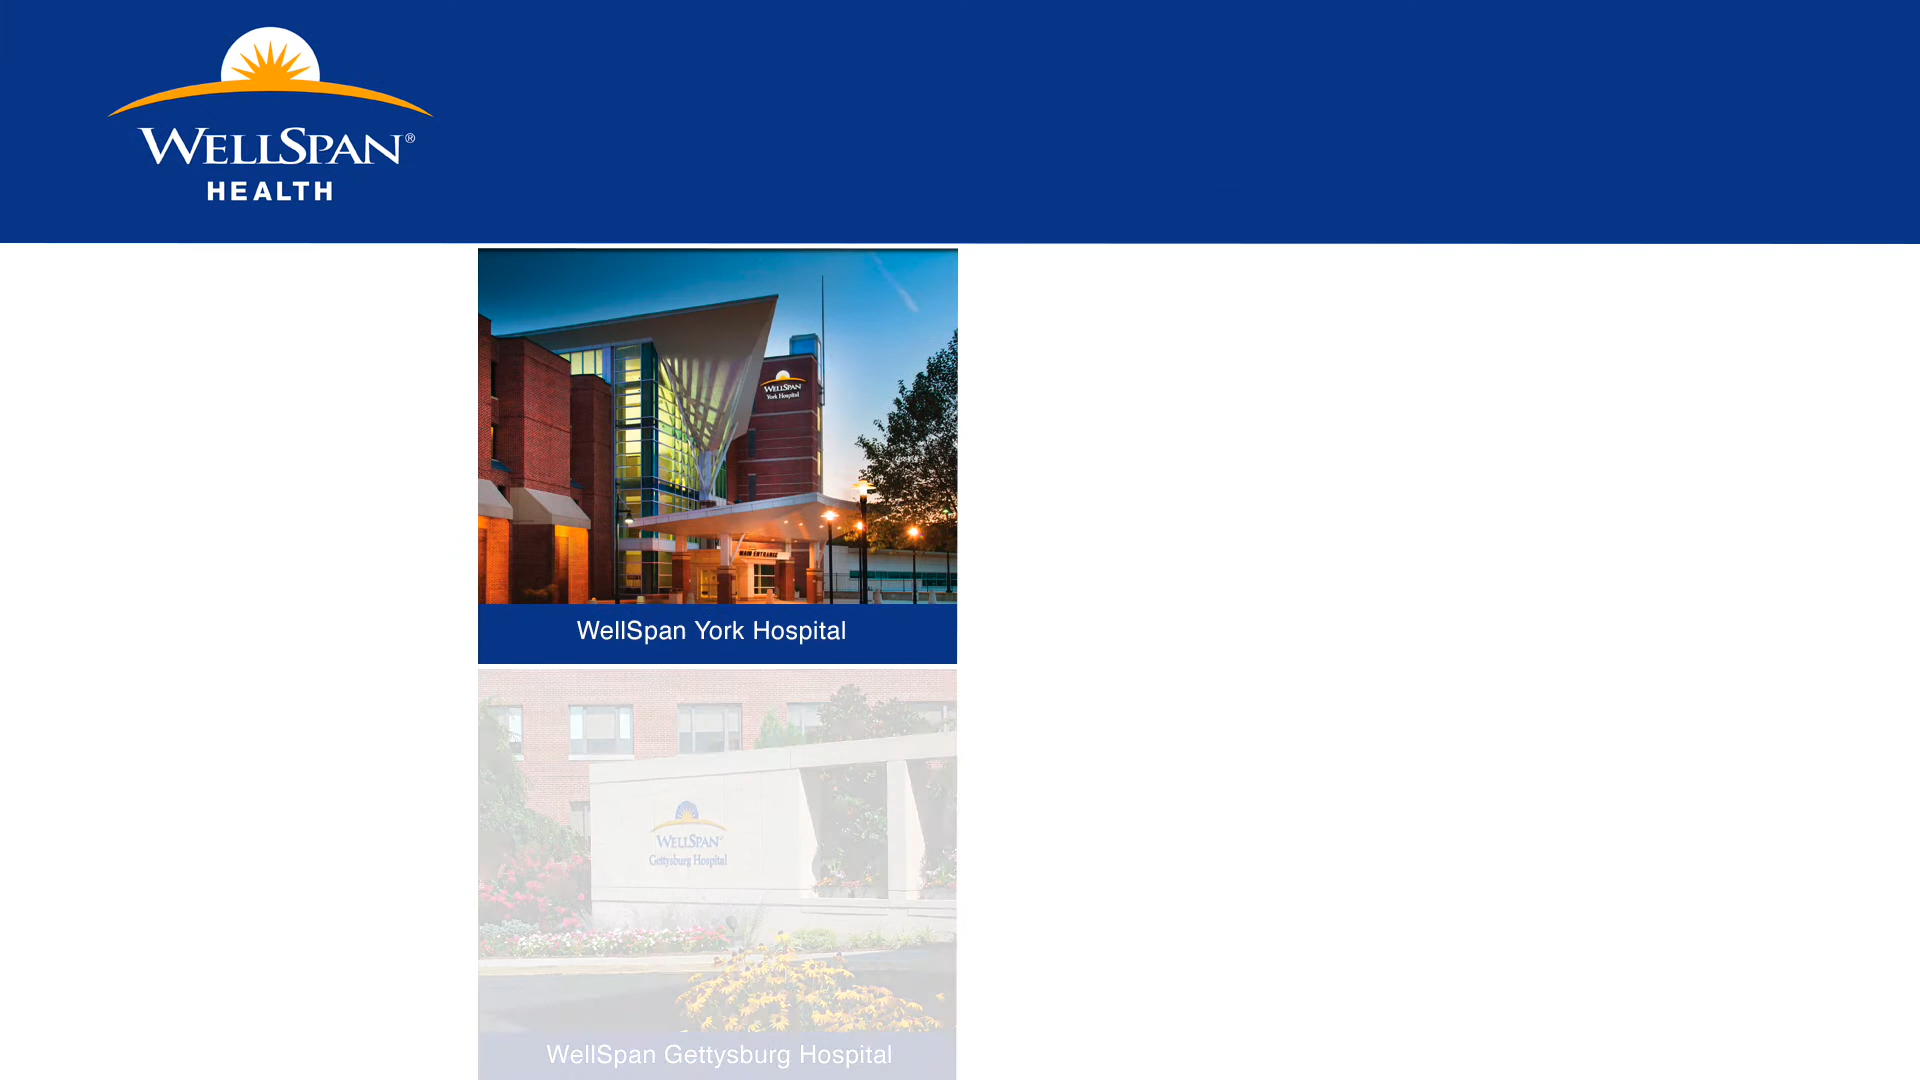 WELLSPAN®
HEALTH
WELLSPAN
York Hospital
MAIN ENTRANCE
WellSpan York Hospital
WELLSPAN
Gettysburg Hospital
WellSpan Gettysburg Hospital